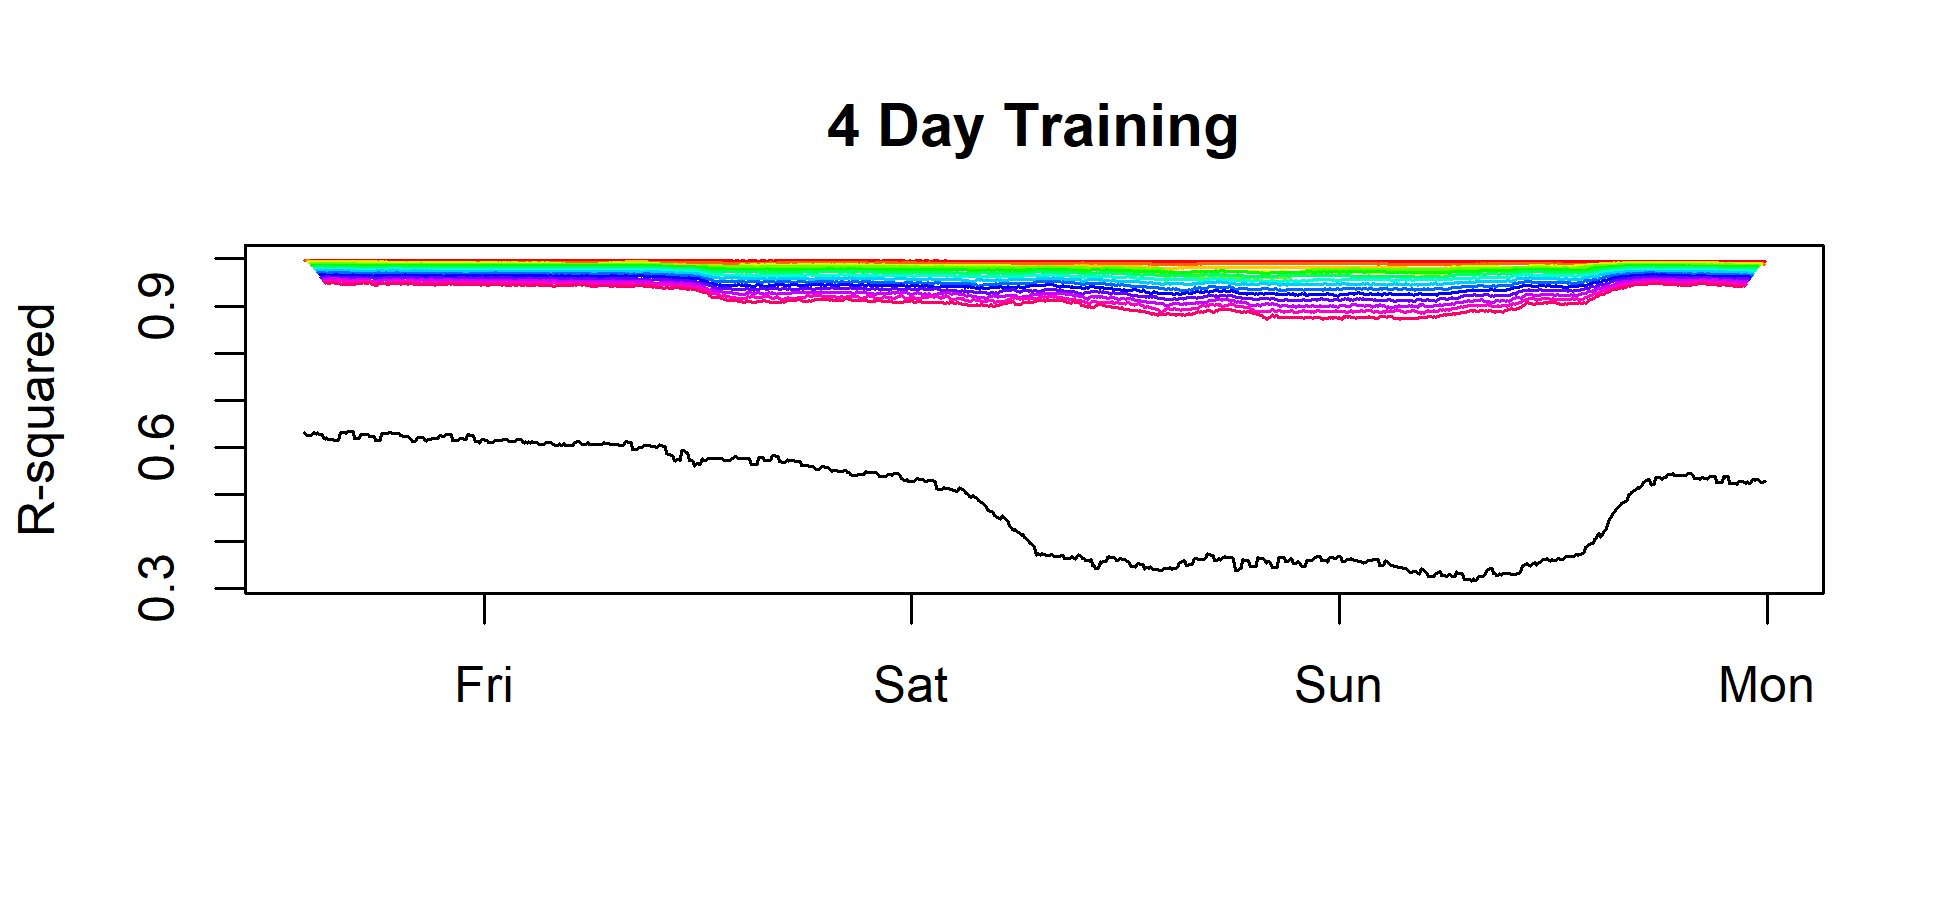 4 Day Training
R-squared
0.9
0.6
0.3
Fri Sat Sun Mon